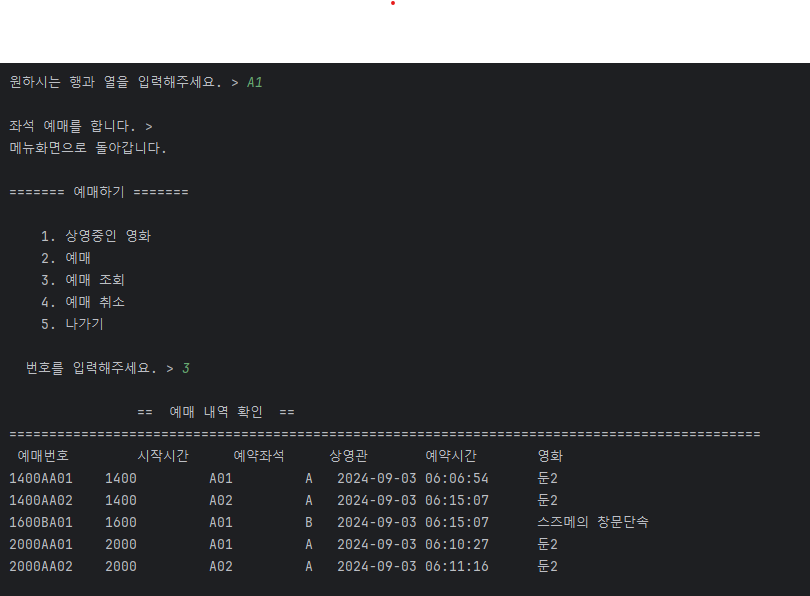 원하시는 행과 열을 입력해주세요. > A1
좌석 예매를 합니다. >
메뉴화면으로 돌아갑니다.
======= 예매하기 =======
1. 상영중인 영화
2. 예매
3. 예매 조회
4. 예매 취소
5. 나가기
번호를 입력해주세요. > 3
== 예매 내역 확인 ==
==============================================================================================
예매번호 시작시간 예약좌석 상영관 예약시간 영화
1400AA01 1400 A01 A 2024-09-03 06:06:54 둔2
1400AA02 1400 A02 A 2024-09-03 06:15:07 둔2
1600BA01 1600 A01 B 2024-09-03 06:15:07 스즈메의 창문단속
2000AA01 2000 A01 A 2024-09-03 06:10:27 둔2
2000AA02 2000 A02 A 2024-09-03 06:11:16 둔2